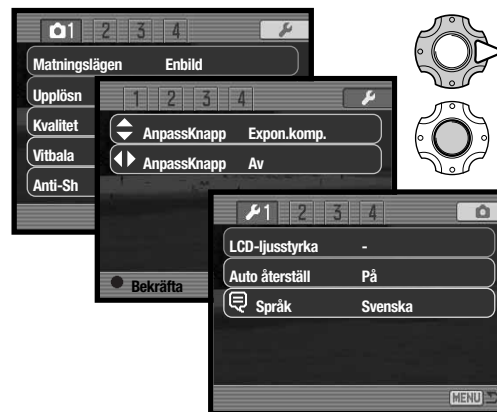 1 2 3 4
Matningslägen Enbild
Upplösn
Kvalitet
Vitbala
Anti-Sh
1 2 3 4
AnpassKnapp Expon.komp.
AnpassKnapp Av
Bekräfta
1 2 3 4
LCD-ljusstyrka -
Auto återställ På
Språk Svenska
MENU